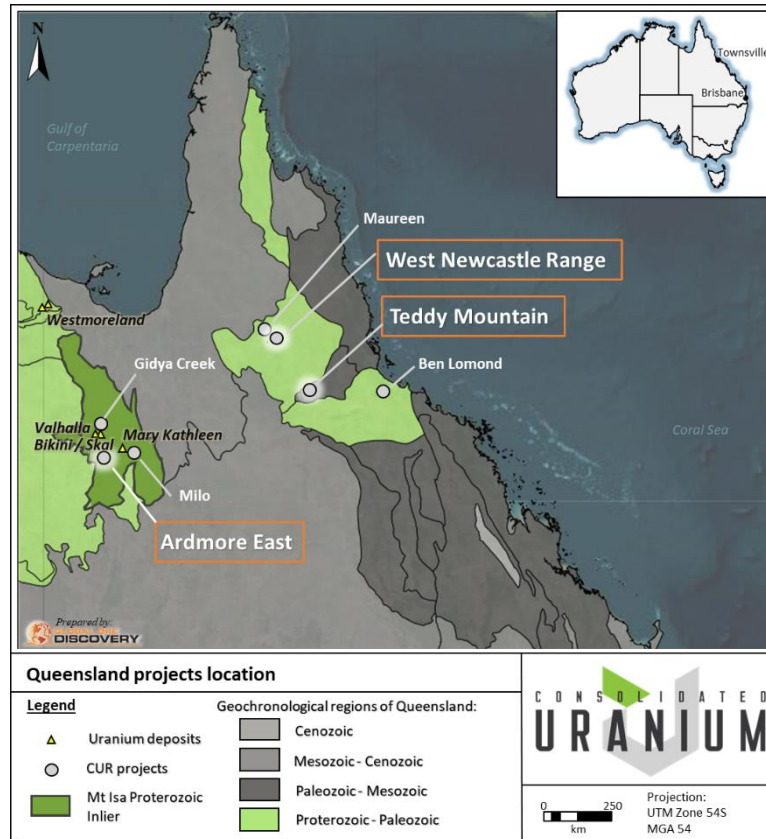 N
Gulf of
Carpentaria
Townsville
Brisbane
Maureen
West Newcastle Range
Teddy Mountain
Westmoreland
Gidya Creek
Ben Lomond
Valhalla
Bikini / Skal
Mary Kathleen
Coral Sea
Milo
Ardmore East
Prepared by:
GLOBAL ORE
DISCOVERY
Queensland projects location
Legend
Uranium deposits
CUR projects
Mt Isa Proterozoic
Inlier
Geochronological regions of Queensland:
Cenozoic
Mesozoic - Cenozoic
Paleozoic - Mesozoic
Proterozoic - Paleozoic
CONSOLIDATED
URANIUM
0 250
km
Projection:
UTM Zone 54S
MGA 54